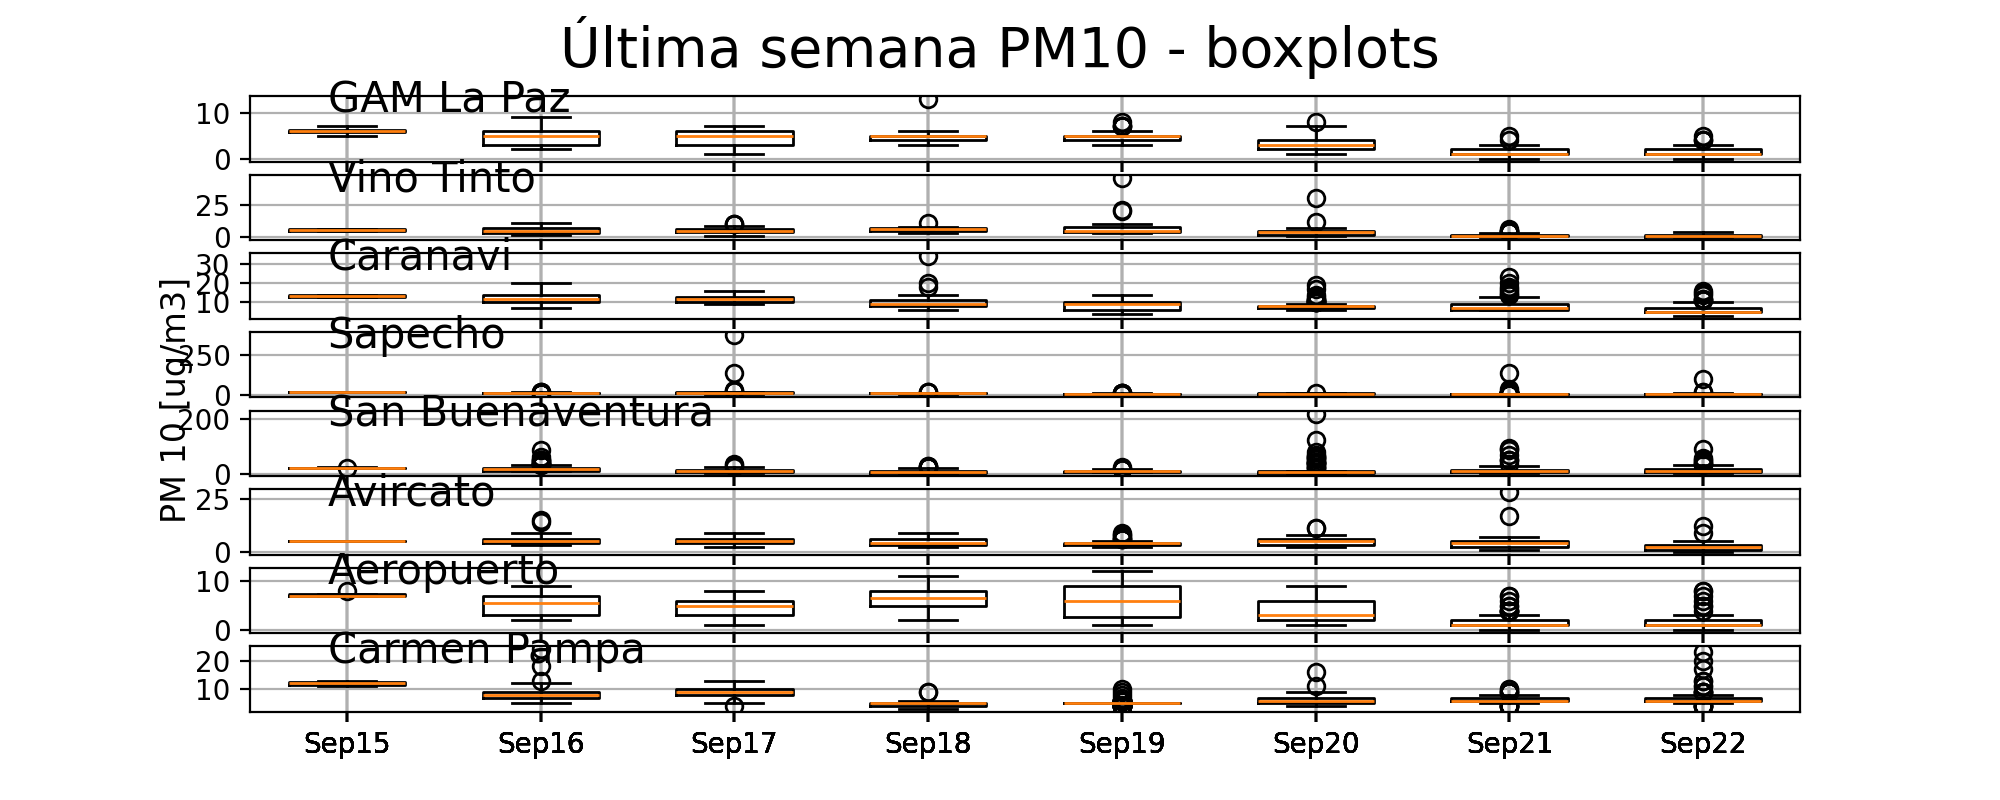 Última semana PM10 - boxplots
GAM La Paz
10
0
Vino Tinto
25
0
Caranavi
30
20
10
Sapecho
250
0
San Buenaventura
200
0
Avircato
25
0
Aeropuerto
10
0
Carmen Pampa
20
10
PM 10 [ug/m3]
Sep15 Sep16 Sep17 Sep18 Sep19 Sep20 Sep21 Sep22